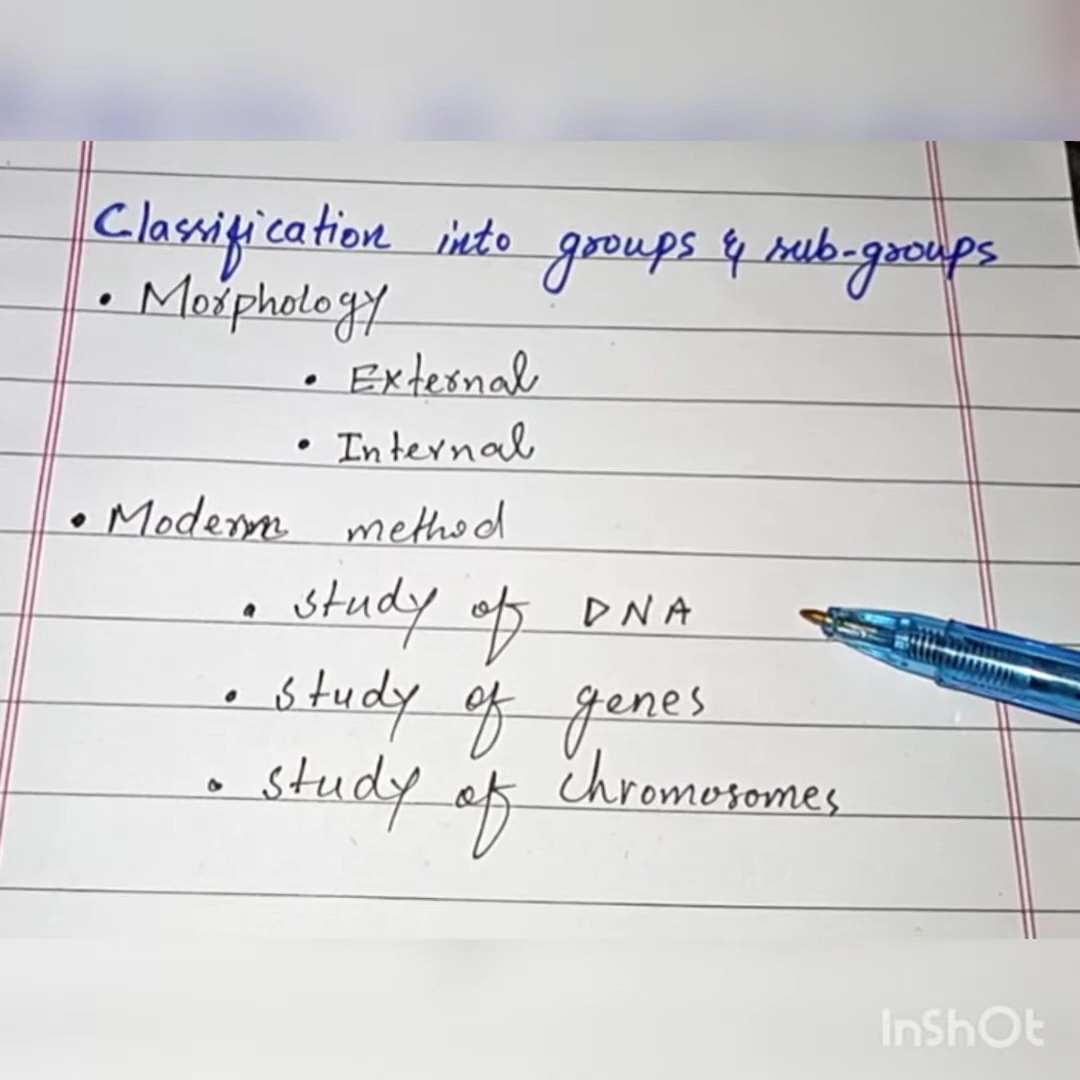 Classification into groups & sub-groups
• Morphology
• External
• Internal
• Modern method
• study of DNA
• study of genes
• study of chromosomes
InShOt